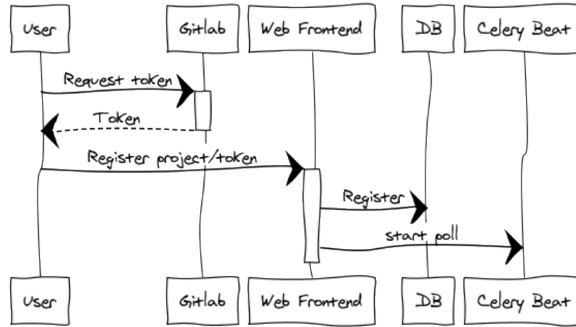 User
Gitlab
Web Frontend
DB
Celery Beat
Request token
Token
Register project/token
Register
start poll
User
Gitlab
Web Frontend
DB
Celery Beat